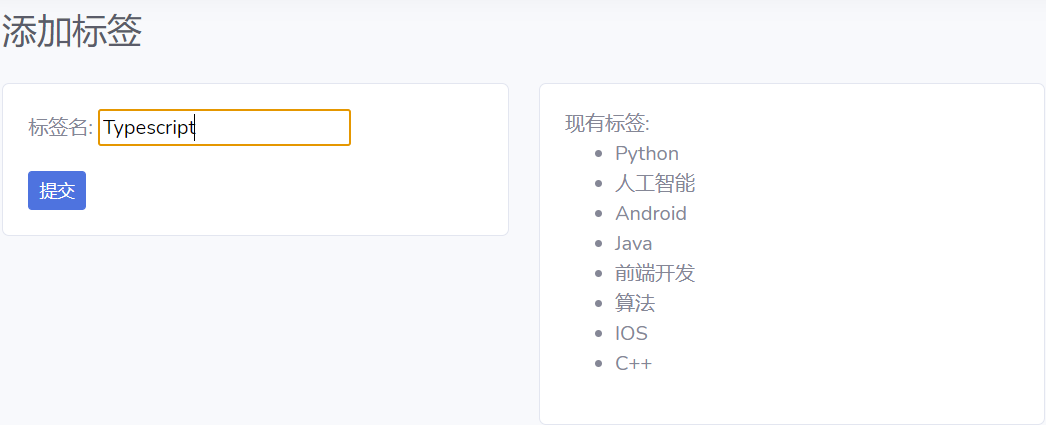 添加标签
标签名: Typescript
提交
现有标签:
Python
人工智能
Android
Java
前端开发
算法
IOS
C++